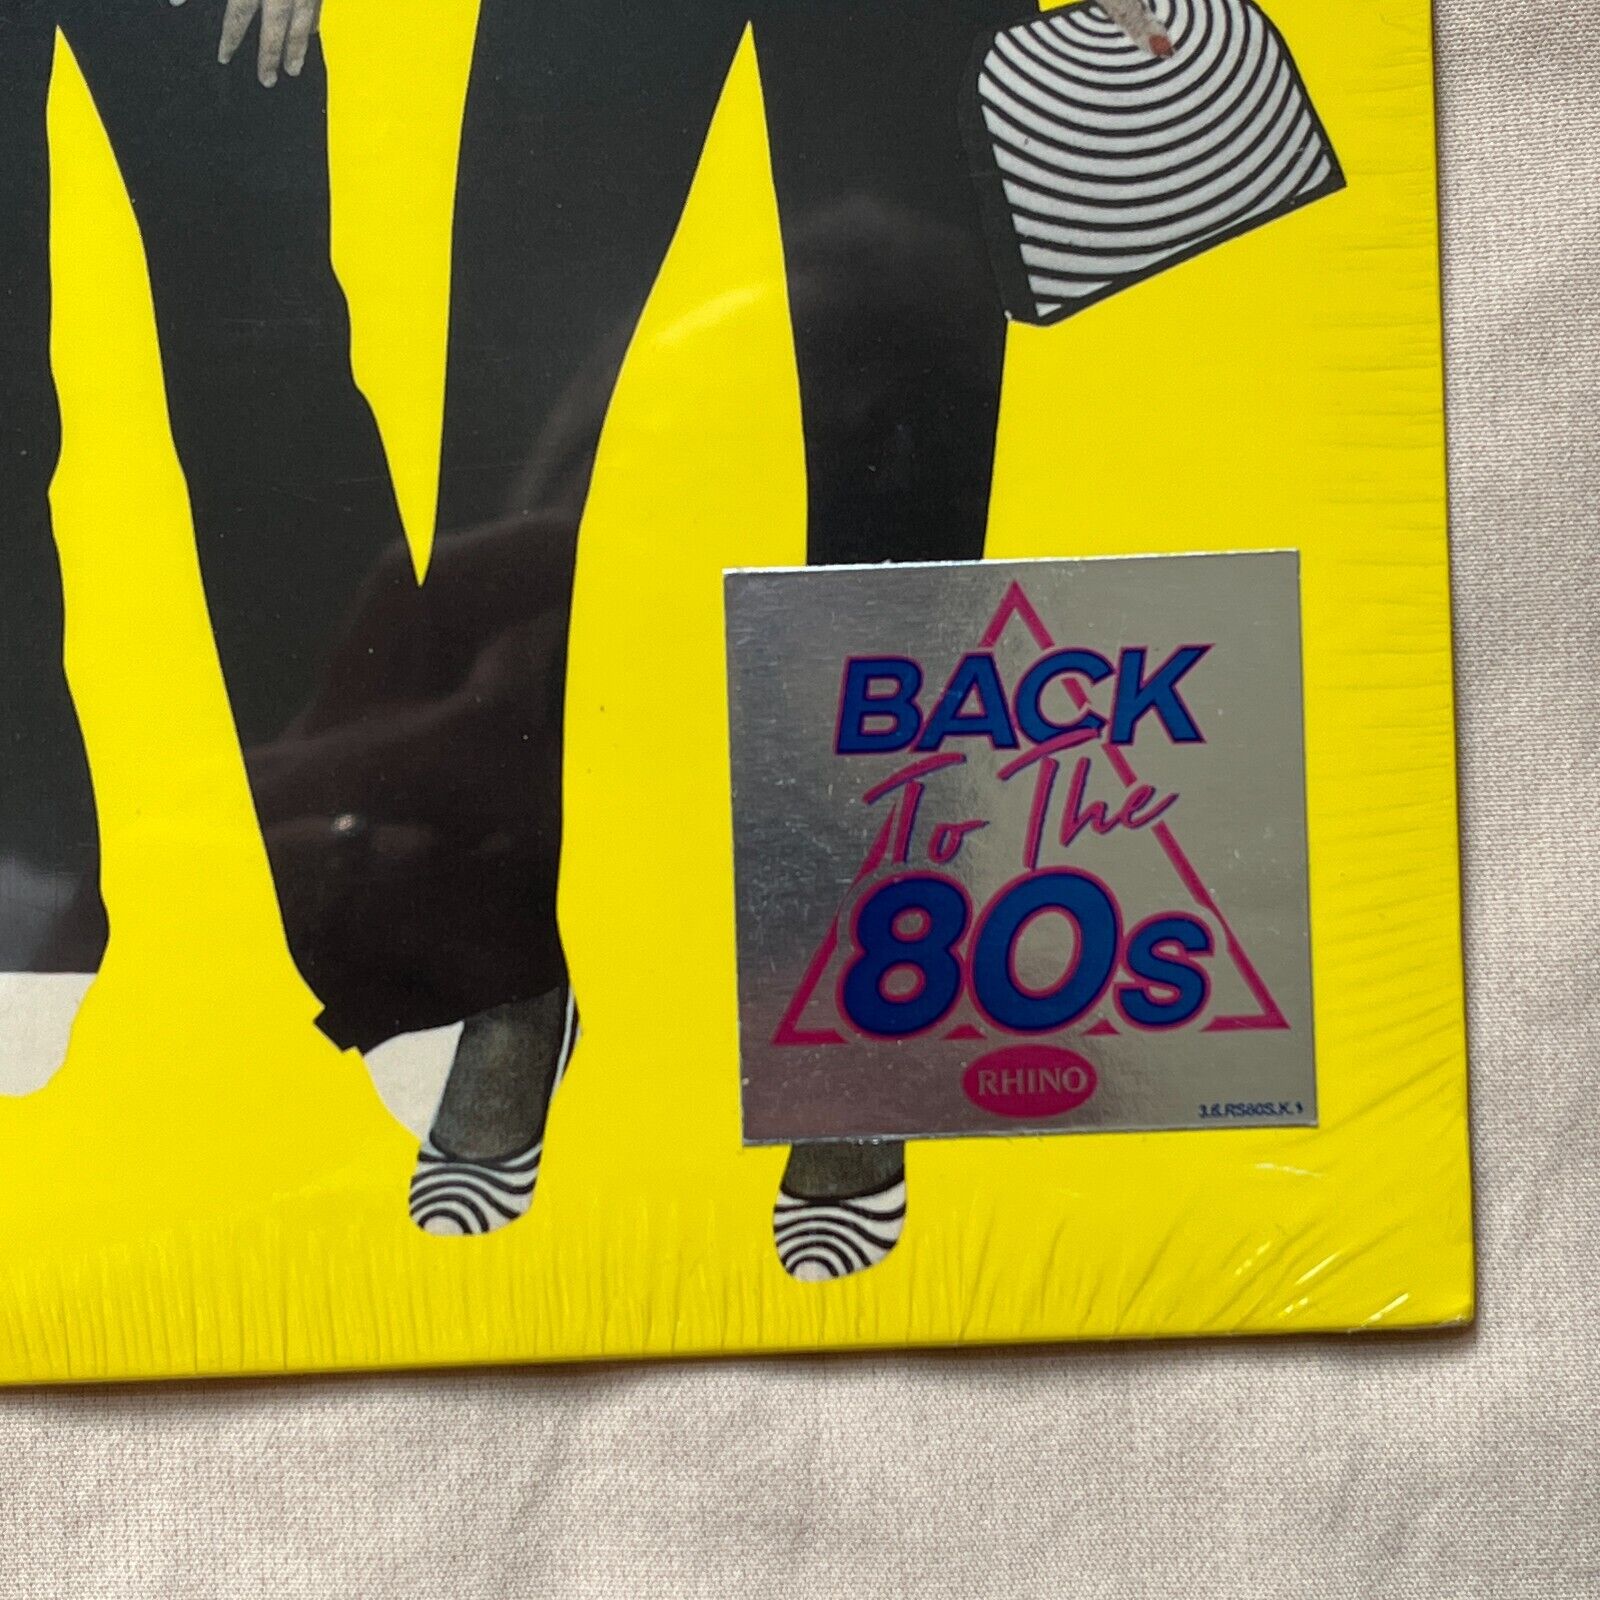 BACK
To The
80s
RHINO
3.6.RS80S.K.1